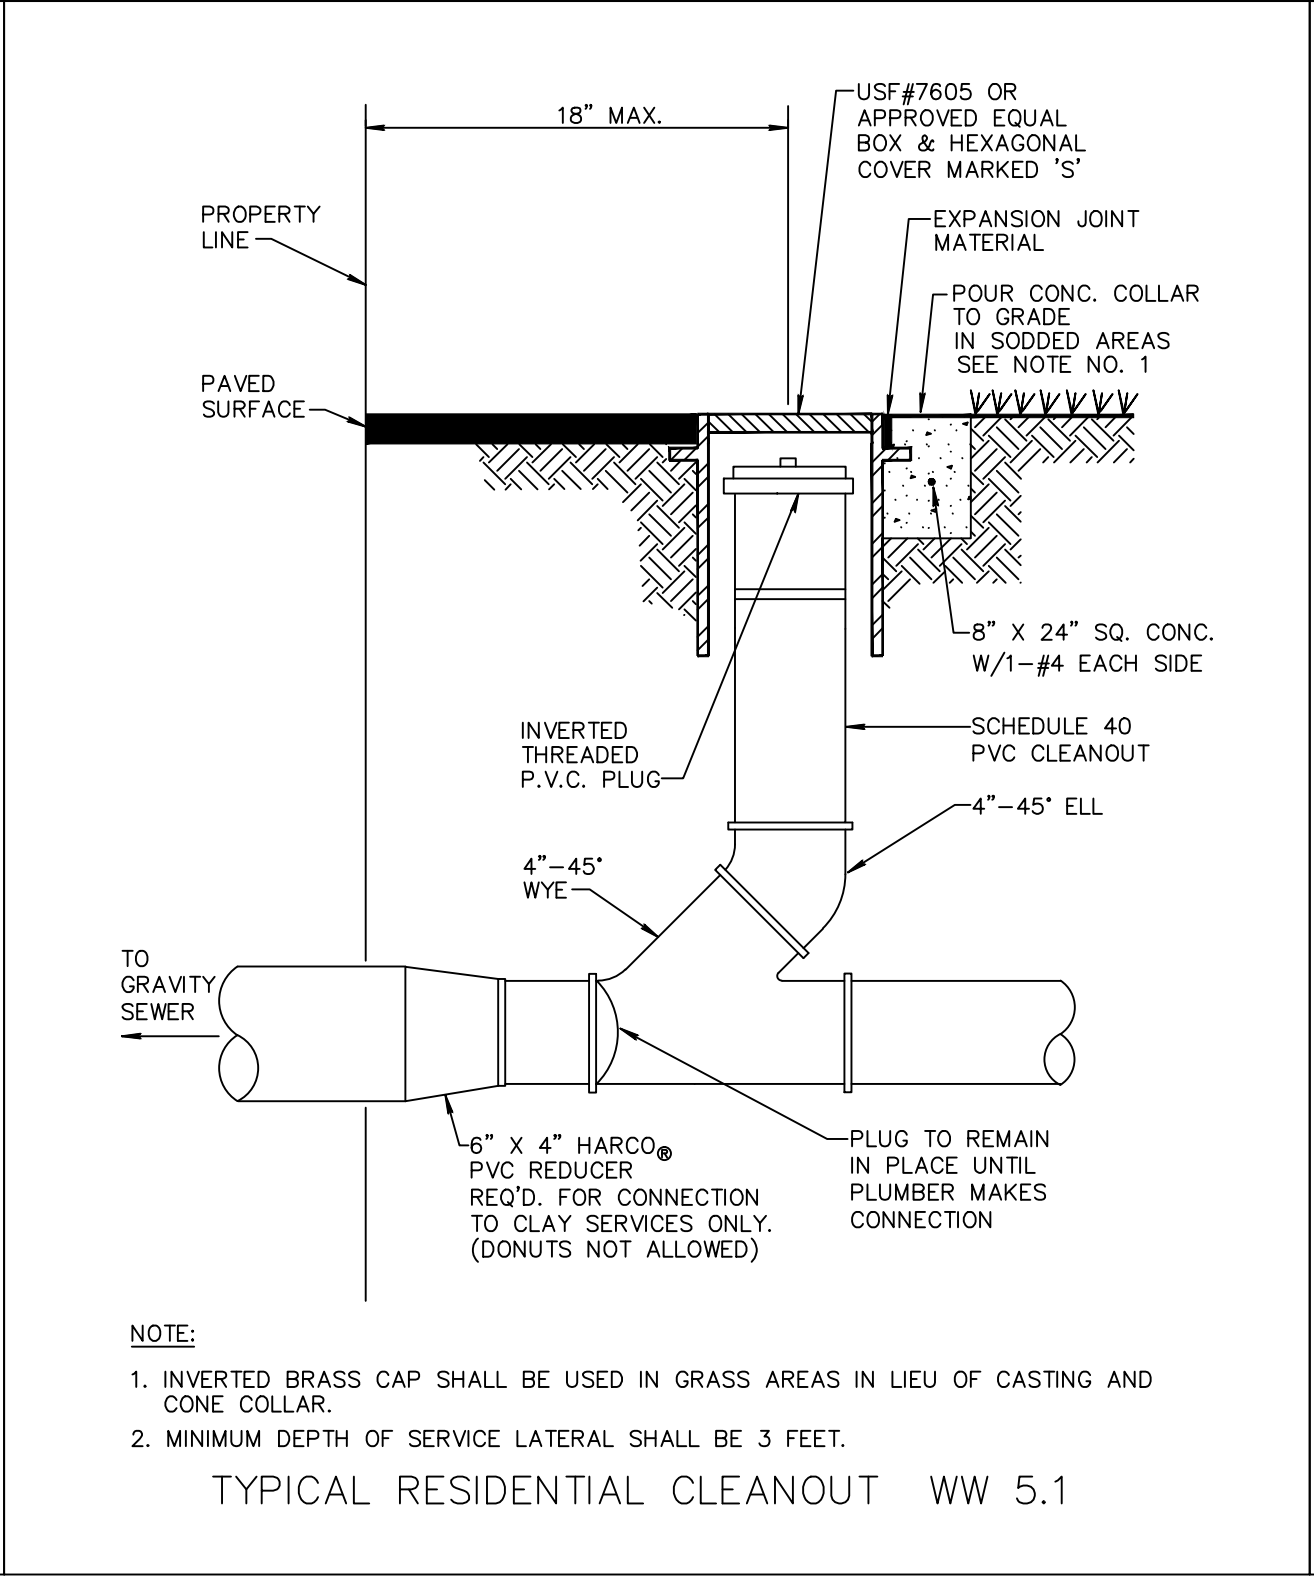 18” MAX.
USF#7605 OR
APPROVED EQUAL
BOX & HEXAGONAL
COVER MARKED 'S'
PROPERTY
LINE
EXPANSION JOINT
MATERIAL
POUR CONC. COLLAR
TO GRADE
IN SODDED AREAS
SEE NOTE NO. 1
PAVED
SURFACE
8” X 24” SQ. CONC.
W/1-#4 EACH SIDE
INVERTED
THREADED
P.V.C. PLUG
SCHEDULE 40
PVC CLEANOUT
4”-45° ELL
4”-45°
WYE
TO
GRAVITY
SEWER
6” X 4” HARCO®
PVC REDUCER
REQ'D. FOR CONNECTION
TO CLAY SERVICES ONLY.
(DONUTS NOT ALLOWED)
PLUG TO REMAIN
IN PLACE UNTIL
PLUMBER MAKES
CONNECTION
NOTE:
1. INVERTED BRASS CAP SHALL BE USED IN GRASS AREAS IN LIEU OF CASTING AND
CONE COLLAR.
2. MINIMUM DEPTH OF SERVICE LATERAL SHALL BE 3 FEET.
TYPICAL RESIDENTIAL CLEANOUT WW 5.1